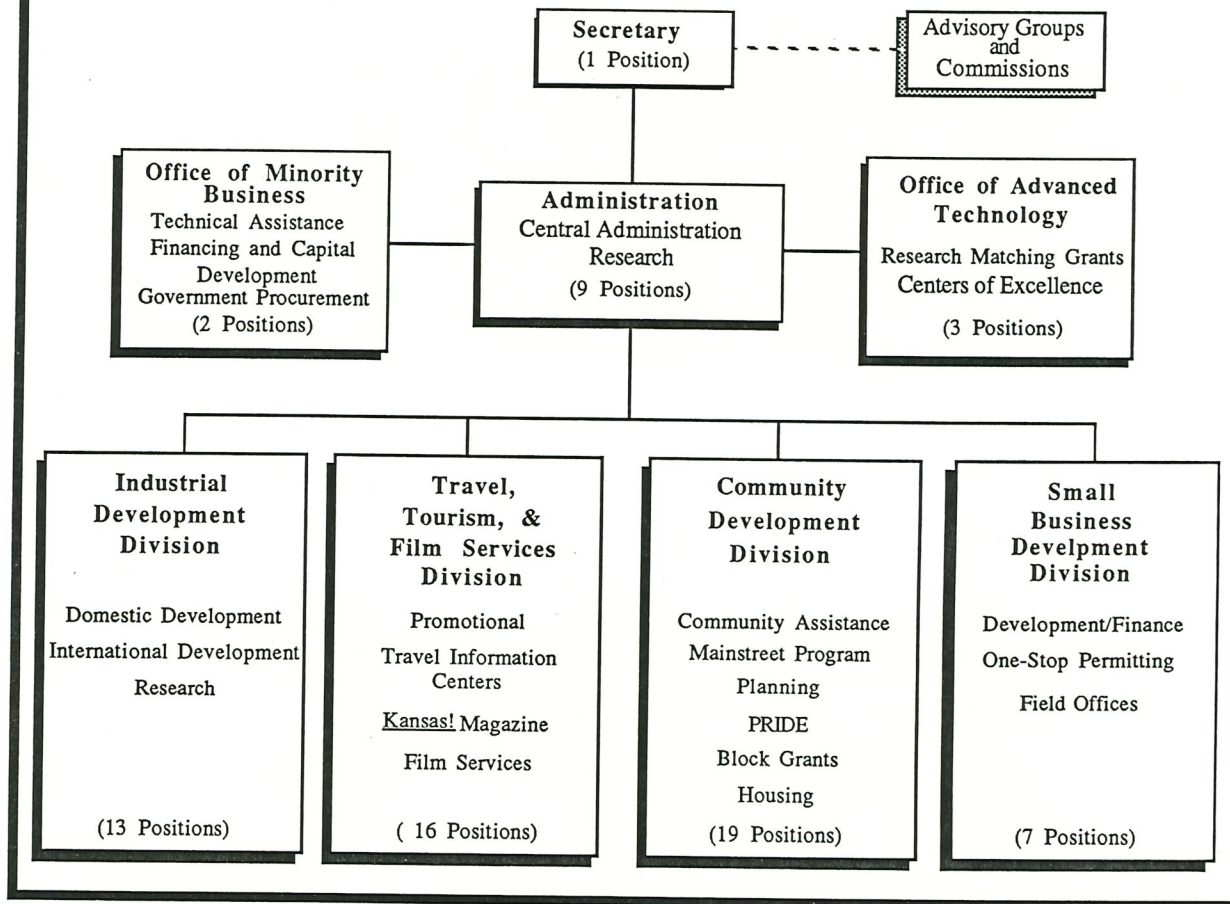 Secretary
(1 Position)
Advisory Groups
and
Commissions
Office of Minority
Business
Technical Assistance
Financing and Capital
Development
Government Procurement
(2 Positions)
Administration
Central Administration
Research
(9 Positions)
Office of Advanced
Technology
Research Matching Grants
Centers of Excellence
(3 Positions)
Industrial
Development
Division
Domestic Development
International Development
Research
(13 Positions)
Travel,
Tourism, &
Film Services
Division
Promotional
Travel Information
Centers
Kansas! Magazine
Film Services
( 16 Positions)
Community
Development
Division
Community Assistance
Mainstreet Program
Planning
PRIDE
Block Grants
Housing
(19 Positions)
Small
Business
Develpment
Division
Development/Finance
One-Stop Permitting
Field Offices
(7 Positions)